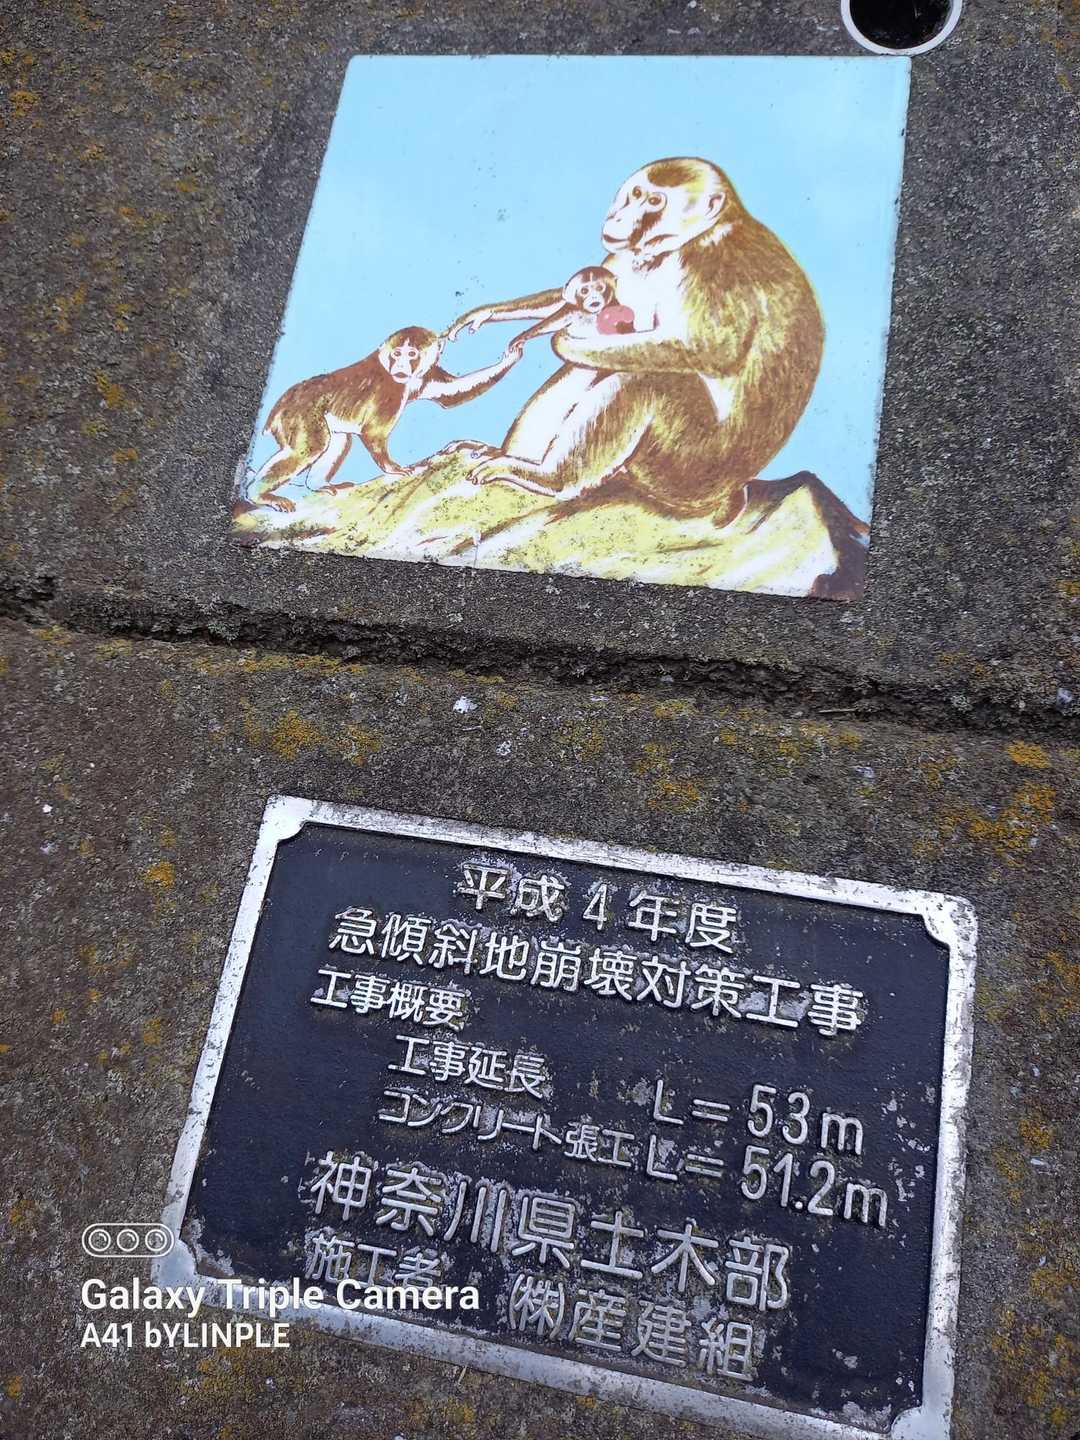 平成4年度
急傾斜地崩壊対策工事
工事概要
工事延長 L=53m
コンクリート張工 L=51.2m
神奈川県土木部
施工者 ㈱産建組
Galaxy Triple Camera
A41 bYLINPLE